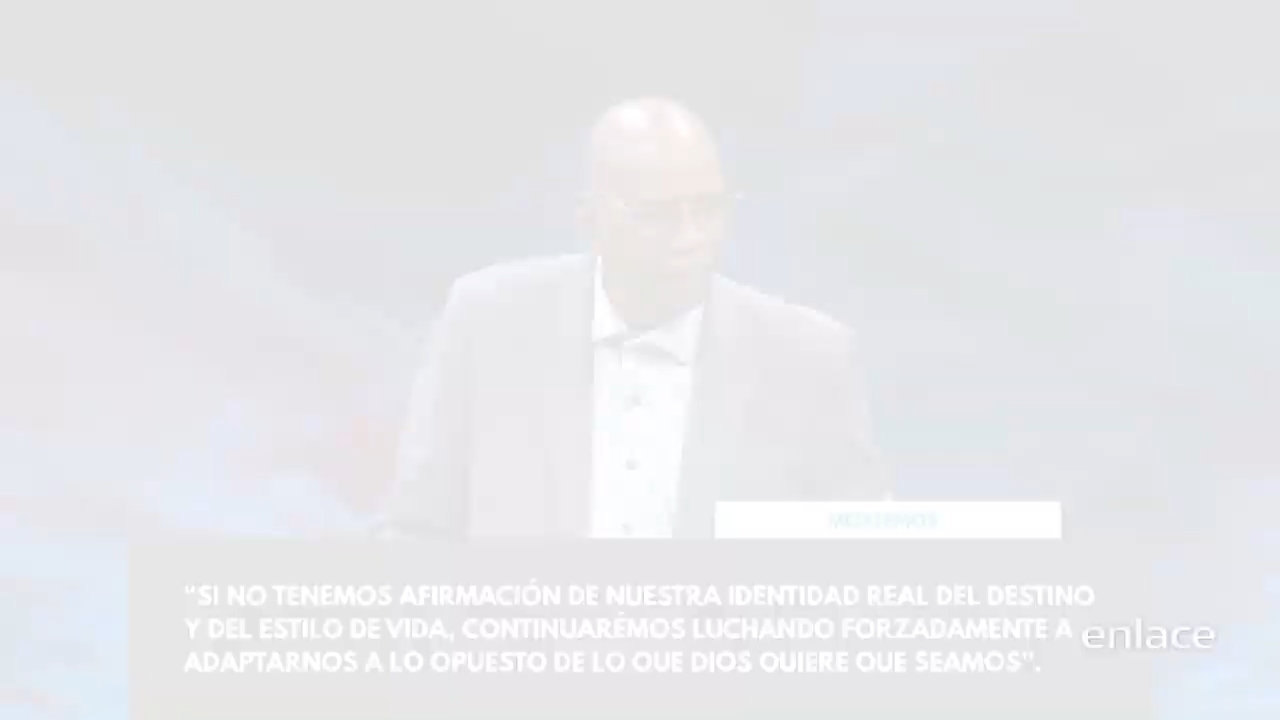 MEDITEMOS
"SI NO TENEMOS AFIRMACIÓN DE NUESTRA IDENTIDAD REAL DEL DESTINO
Y DEL ESTILO DE VIDA, CONTINUARÉMOS LUCHANDO FORZADAMENTE A
ADAPTARNOS A LO OPUESTO DE LO QUE DIOS QUIERE QUE SEAMOS".
enlace